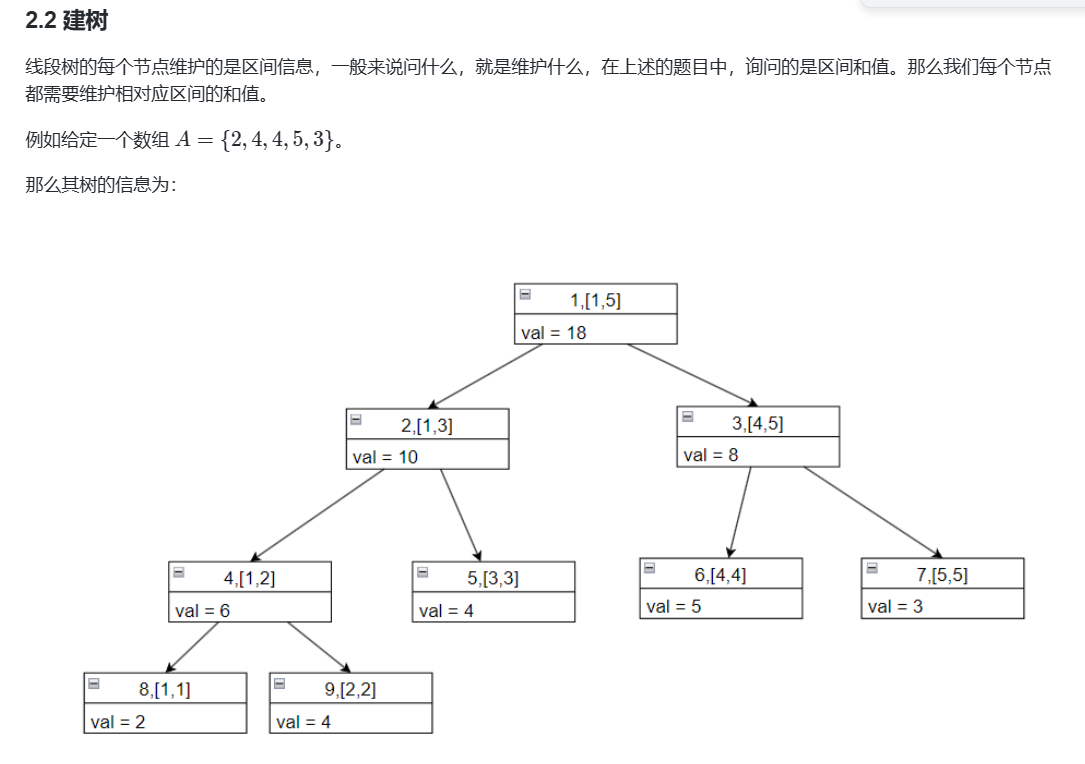 2.2 建树
线段树的每个节点维护的是区间信息，一般来说问什么，就是维护什么，在上述的题目中，询问的是区间和值。那么我们每个节点
都需要维护相对应区间的和值。
例如给定一个数组 A = {2, 4, 4, 5, 3}。
那么其树的信息为：
1,[1,5]
val = 18
2,[1,3]
val = 10
3,[4,5]
val = 8
4,[1,2]
val = 6
5,[3,3]
val = 4
6,[4,4]
val = 5
7,[5,5]
val = 3
8,[1,1]
val = 2
9,[2,2]
val = 4